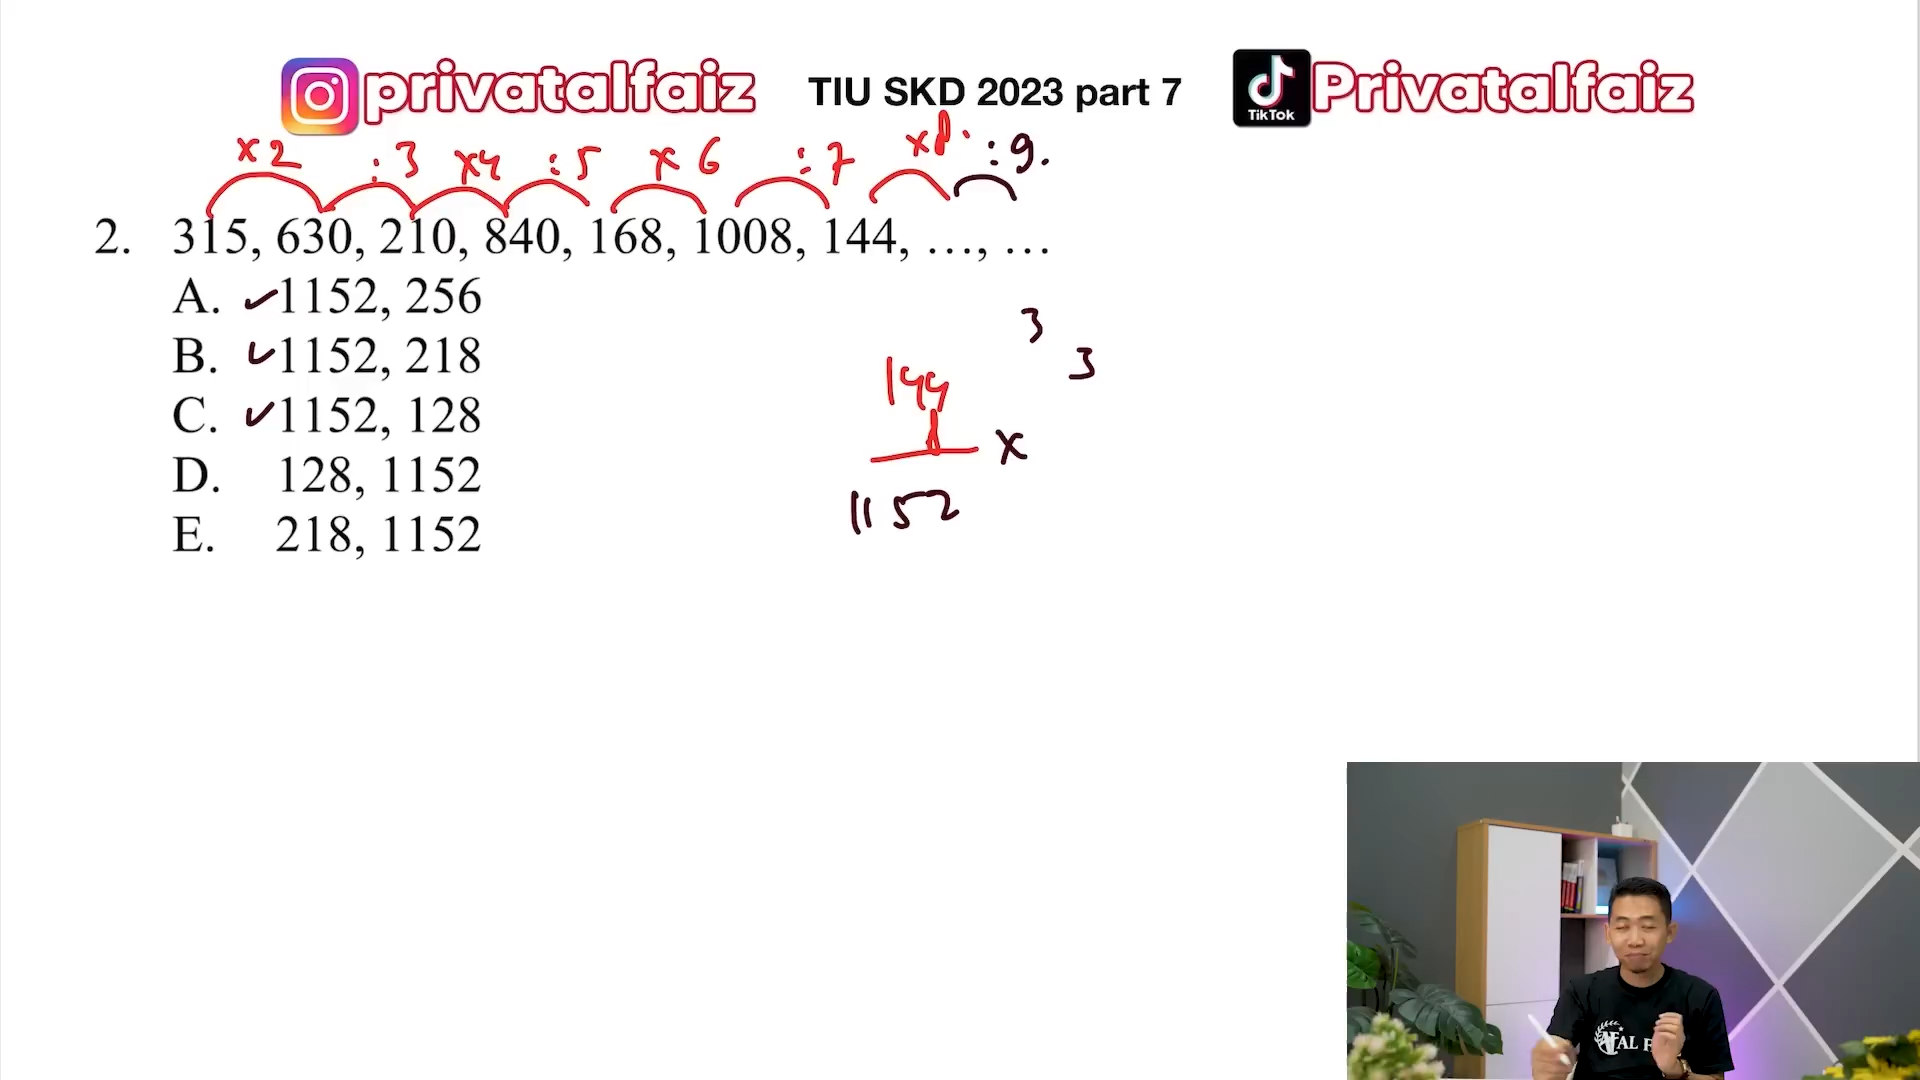 privatalfaiz TIU SKD 2023 part 7 TikTok Privatalfaiz
x2 :3 x4 :5 x6 :7 x8 :9.
2. 315, 630, 210, 840, 168, 1008, 144, …, …
A. ✓1152, 256
B. ✓1152, 218
C. ✓1152, 128
D. 128, 1152
E. 218, 1152
3
3
144
8
x
1152